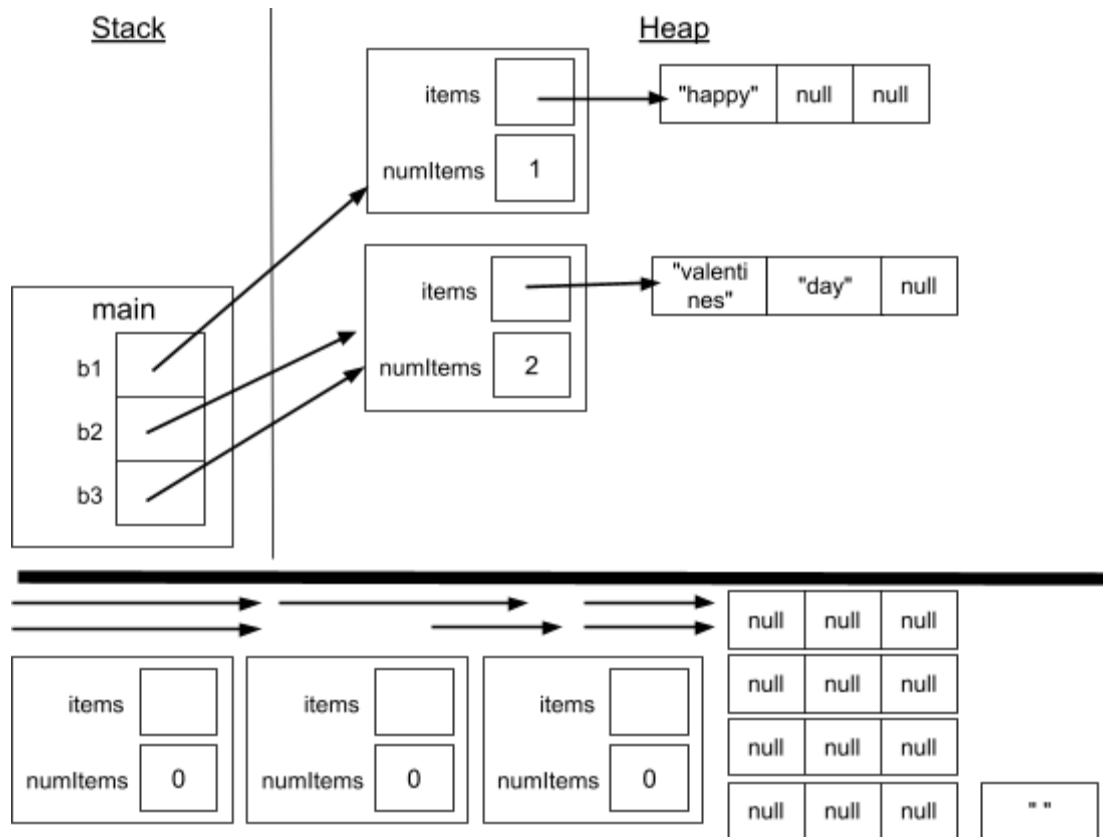 Stack
Heap
items
"happy" null null
numItems 1
items
"valenti
nes" "day" null
numItems 2
main
b1
b2
b3
null null null
items items items
null null null
numItems 0 numItems 0 numItems 0
null null null
null null null
" "